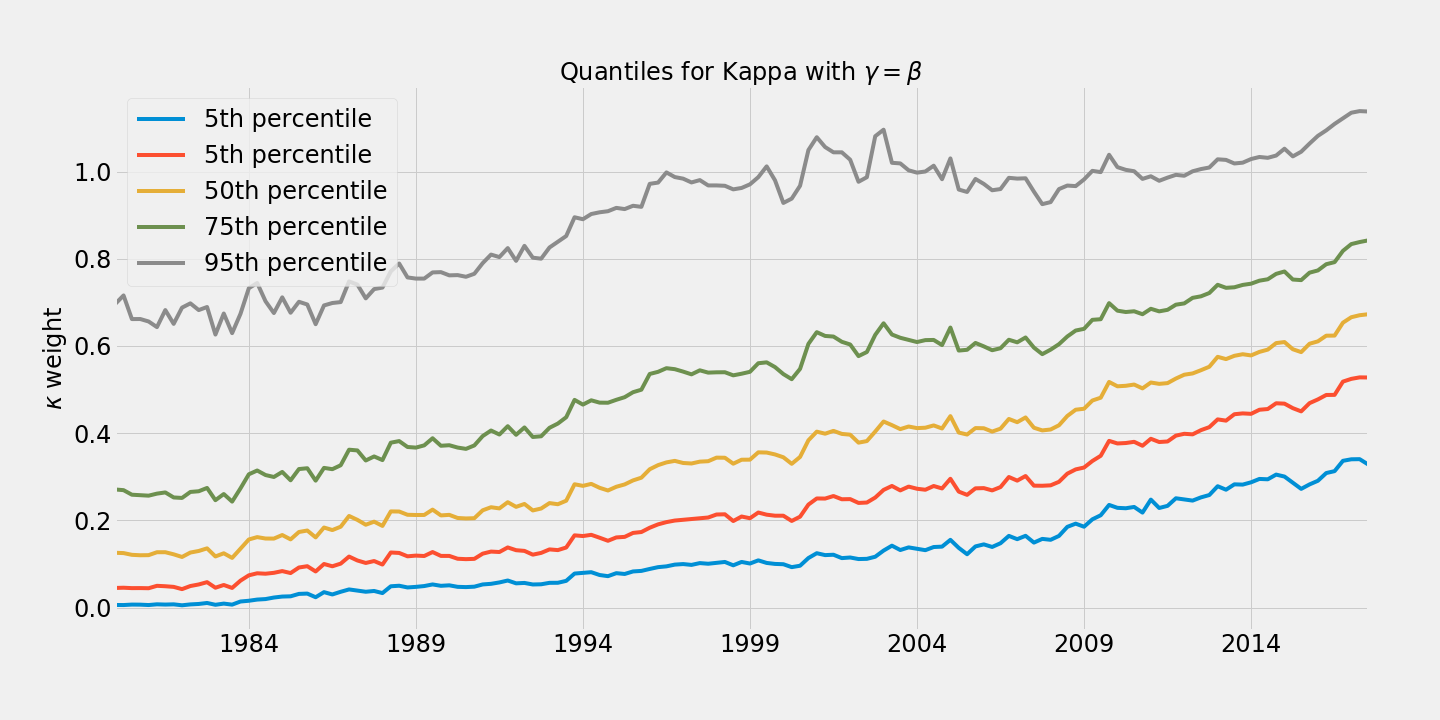 Quantiles for Kappa with γ = β
5th percentile
5th percentile
50th percentile
75th percentile
95th percentile
κ weight
1.0
0.8
0.6
0.4
0.2
0.0
1984 1989 1994 1999 2004 2009 2014